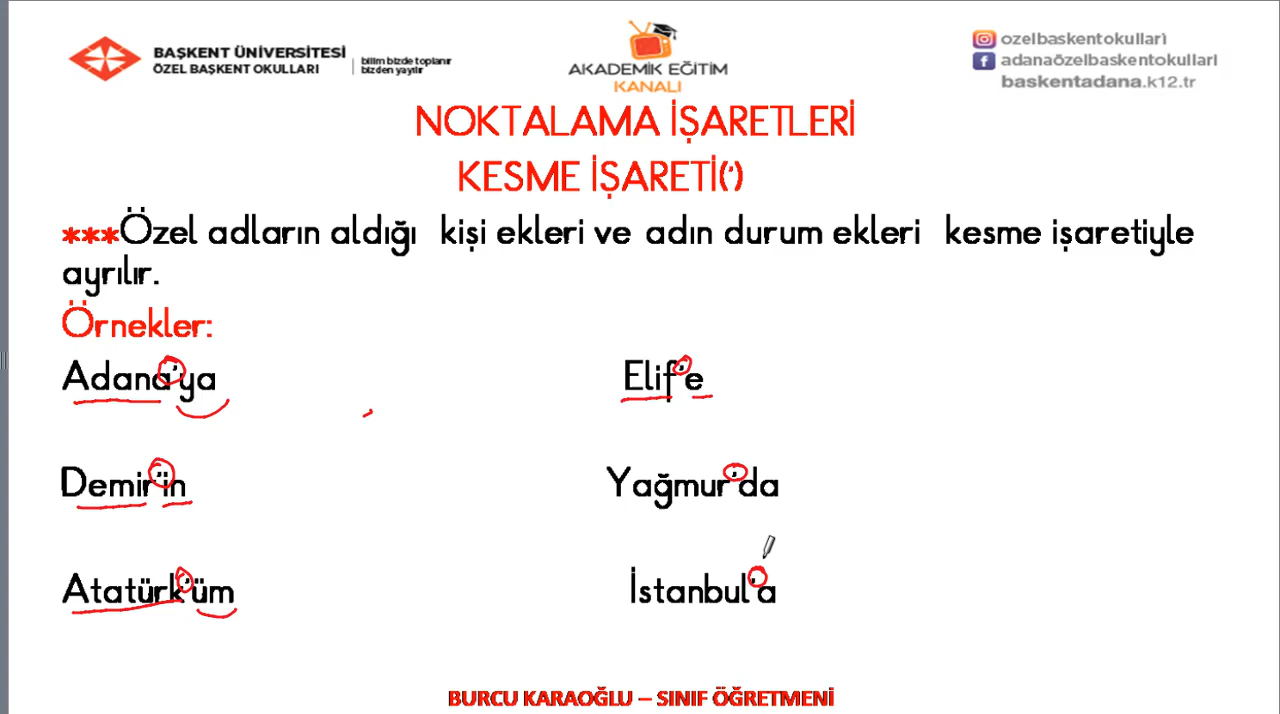 BAŞKENT ÜNİVERSİTESİ
ÖZEL BAŞKENT OKULLARI
bilim bizde toplanır
bizden yayılır
AKADEMİK EĞİTİM
KANALI
ozelbaskentokullari
adanaözelbaskentokullari
baskentadana.k12.tr
NOKTALAMA İŞARETLERİ
KESME İŞARETİ(')
***Özel adların aldığı kişi ekleri ve adın durum ekleri kesme işaretiyle
ayrılır.
Örnekler:
Adana'ya Elif'e
Demir'in Yağmur'da
Atatürk'üm İstanbul'a
BURCU KARAOĞLU – SINIF ÖĞRETMENİ